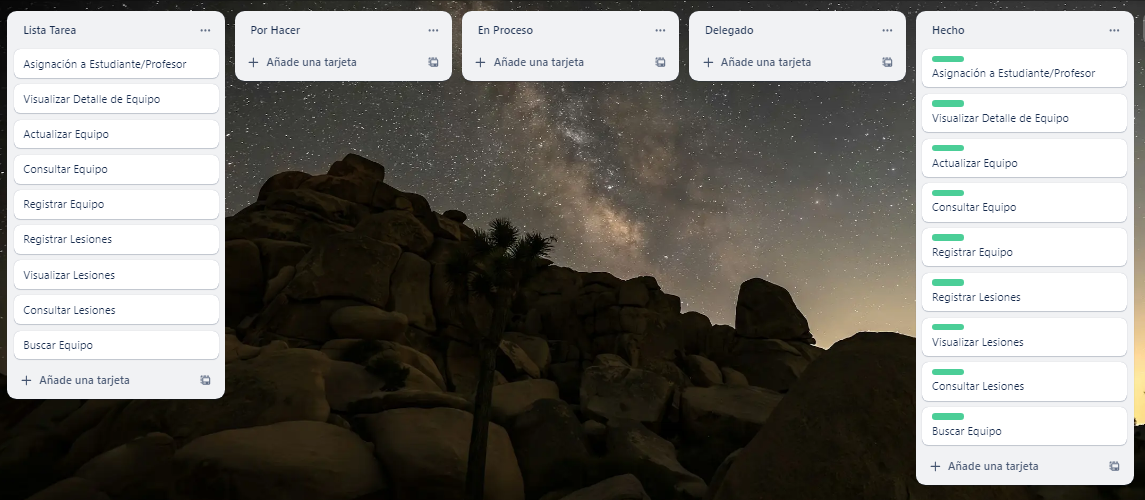 Lista Tarea
Asignación a Estudiante/Profesor
Visualizar Detalle de Equipo
Actualizar Equipo
Consultar Equipo
Registrar Equipo
Registrar Lesiones
Visualizar Lesiones
Consultar Lesiones
Buscar Equipo
Añade una tarjeta
Por Hacer
Añade una tarjeta
En Proceso
Añade una tarjeta
Delegado
Añade una tarjeta
Hecho
Asignación a Estudiante/Profesor
Visualizar Detalle de Equipo
Actualizar Equipo
Consultar Equipo
Registrar Equipo
Registrar Lesiones
Visualizar Lesiones
Consultar Lesiones
Buscar Equipo
Añade una tarjeta